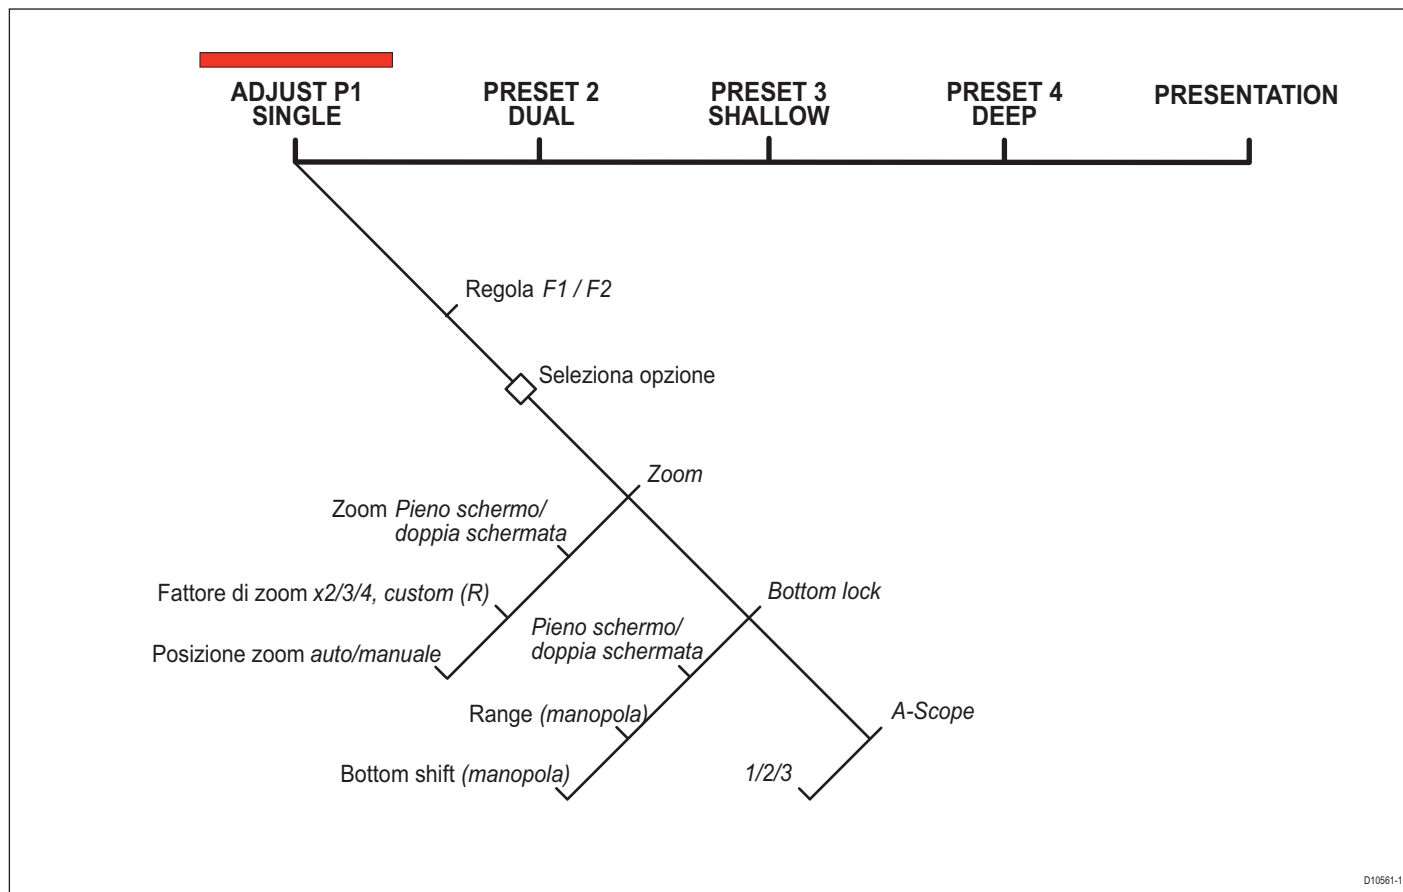 ADJUST P1 PRESET 2 PRESET 3 PRESET 4 PRESENTATION
SINGLE DUAL SHALLOW DEEP
Regola F1 / F2
Seleziona opzione
Zoom
Zoom Pieno schermo/
doppia schermata
Fattore di zoom x2/3/4, custom (R)
Posizione zoom auto/manuale
Bottom lock
Pieno schermo/
doppia schermata
Range (manopola)
Bottom shift (manopola)
A-Scope
1/2/3
D10561-1